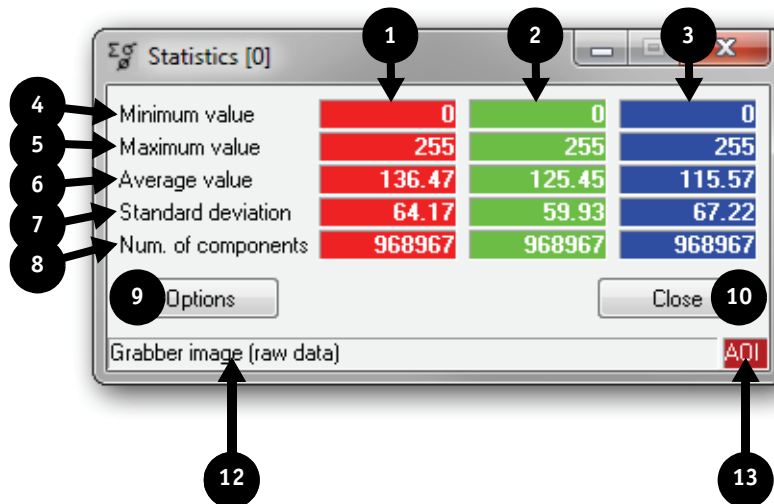 1 2 3
Σσø Statistics [0]
4 Minimum value 0 0 0
5 Maximum value 255 255 255
6 Average value 136.47 125.45 115.57
7 Standard deviation 64.17 59.93 67.22
8 Num. of components 968967 968967 968967
9 Options Close 10
Grabber image (raw data) AOI
12 13